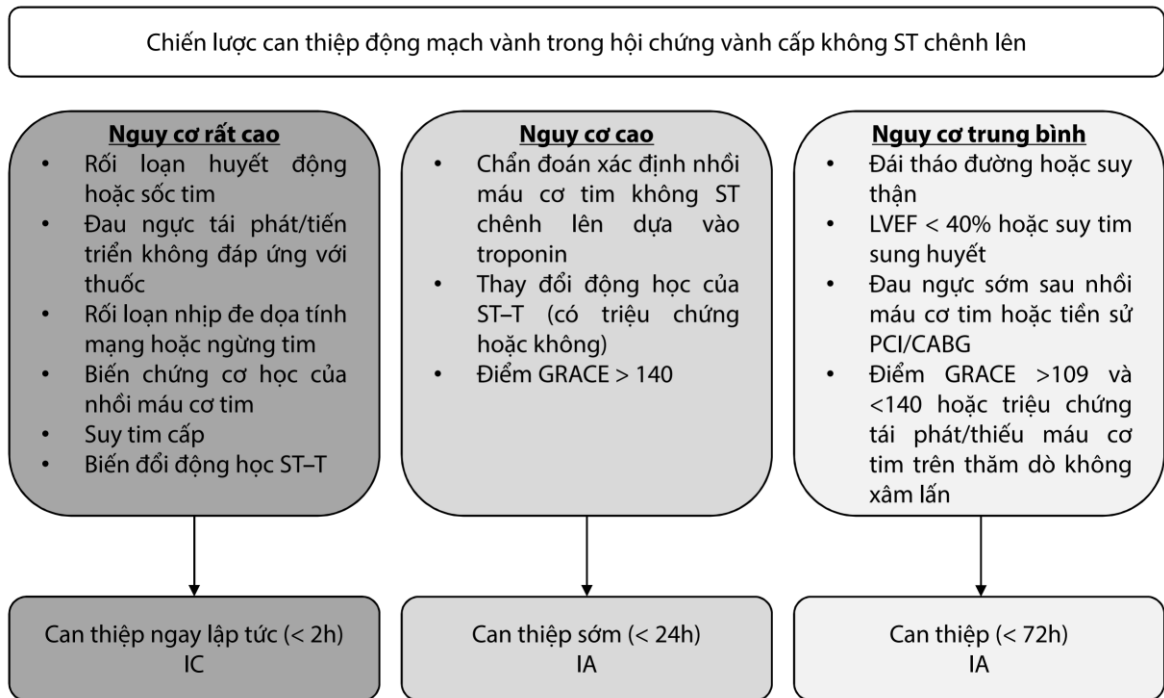 Chiến lược can thiệp động mạch vành trong hội chứng vành cấp không ST chênh lên
Nguy cơ rất cao
• Rối loạn huyết động
hoặc sốc tim
• Đau ngực tái phát/tiến
triển không đáp ứng với
thuốc
• Rối loạn nhịp đe dọa tính
mạng hoặc ngừng tim
• Biến chứng cơ học của
nhồi máu cơ tim
• Suy tim cấp
• Biến đổi động học ST–T
Nguy cơ cao
• Chẩn đoán xác định nhồi
máu cơ tim không ST
chênh lên dựa vào
troponin
• Thay đổi động học của
ST–T (có triệu chứng
hoặc không)
• Điểm GRACE > 140
Nguy cơ trung bình
• Đái tháo đường hoặc suy
thận
• LVEF < 40% hoặc suy tim
sung huyết
• Đau ngực sớm sau nhồi
máu cơ tim hoặc tiền sử
PCI/CABG
• Điểm GRACE >109 và
<140 hoặc triệu chứng
tái phát/thiếu máu cơ
tim trên thăm dò không
xâm lấn
Can thiệp ngay lập tức (< 2h)
IC
Can thiệp sớm (< 24h)
IA
Can thiệp (< 72h)
IA